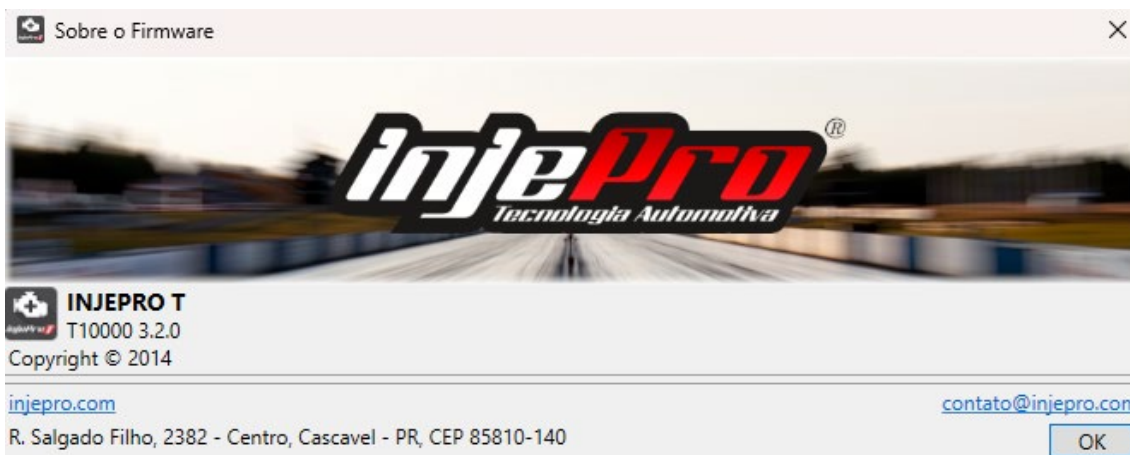 Sobre o Firmware
injePro
®
Tecnologia Automotiva
INJEPRO T
T10000 3.2.0
Copyright © 2014
injepro.com
contato@injepro.com
R. Salgado Filho, 2382 - Centro, Cascavel - PR, CEP 85810-140
OK